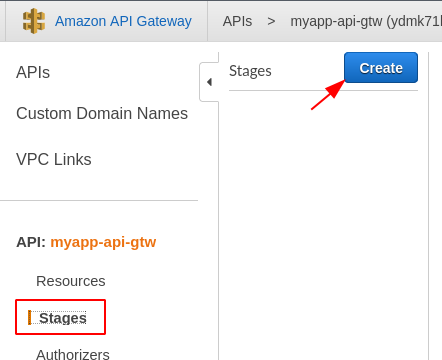 Amazon API Gateway APIs > myapp-api-gtw (ydmk71
APIs
Custom Domain Names
VPC Links
API: myapp-api-gtw
Resources
Stages
Authorizers
Stages Create